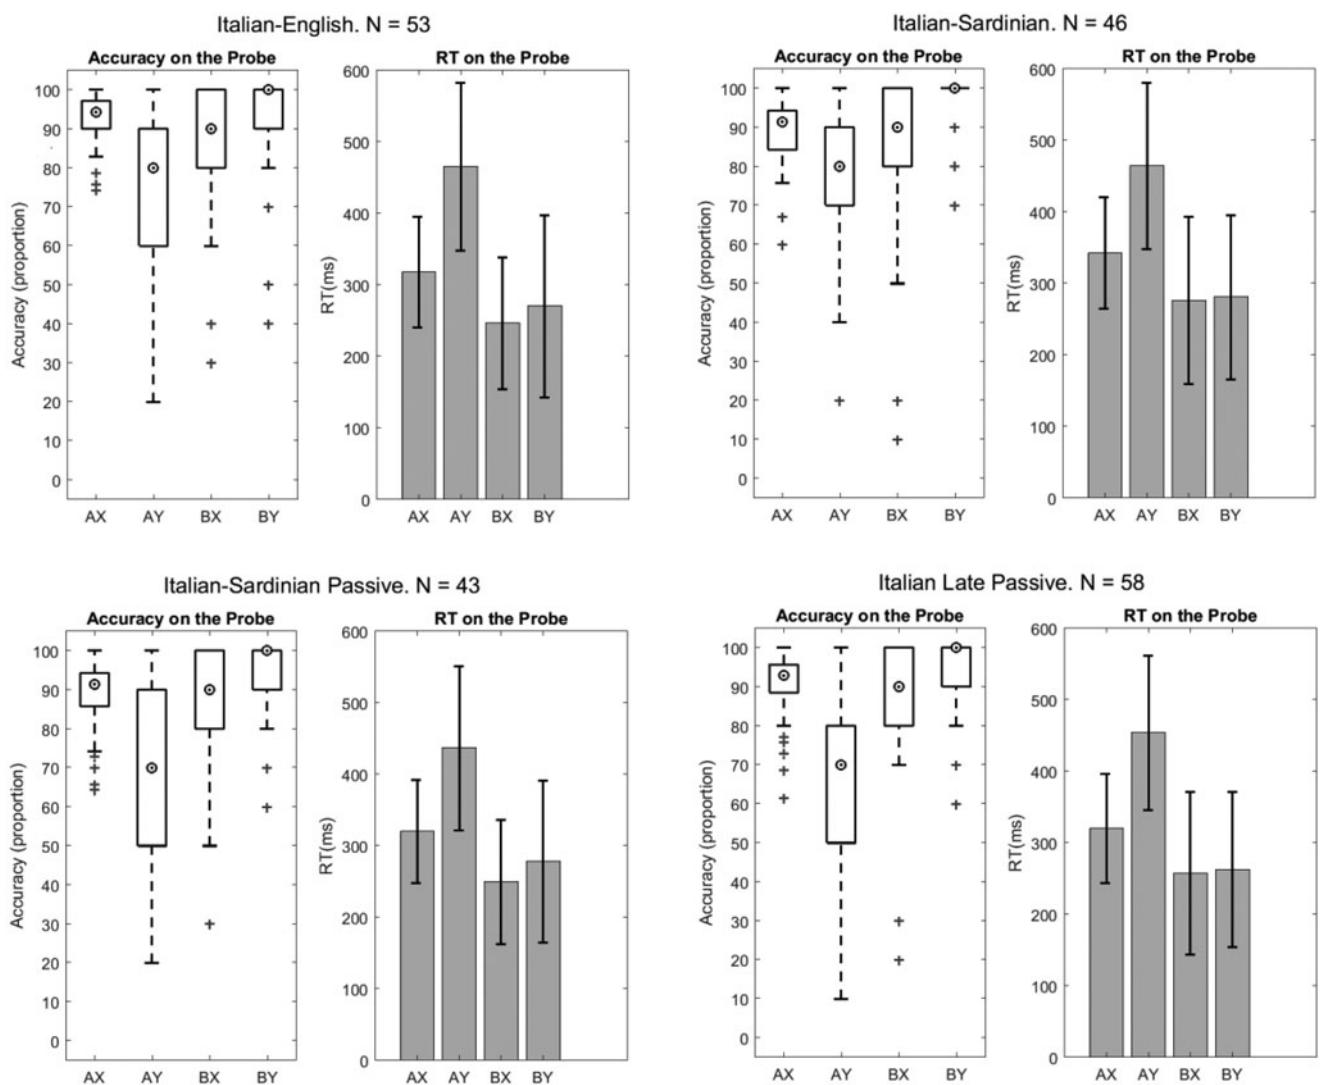 Italian-English. N = 53
Accuracy on the Probe
Accuracy (proportion)
100
90
80
70
60
50
40
30
20
10
0
AX AY BX BY
RT on the Probe
RT(ms)
600
500
400
300
200
100
0
AX AY BX BY
Italian-Sardinian. N = 46
Accuracy on the Probe
Accuracy (proportion)
100
90
80
70
60
50
40
30
20
10
0
AX AY BX BY
RT on the Probe
RT(ms)
600
500
400
300
200
100
0
AX AY BX BY
Italian-Sardinian Passive. N = 43
Accuracy on the Probe
Accuracy (proportion)
100
90
80
70
60
50
40
30
20
10
0
AX AY BX BY
RT on the Probe
RT(ms)
600
500
400
300
200
100
0
AX AY BX BY
Italian Late Passive. N = 58
Accuracy on the Probe
Accuracy (proportion)
100
90
80
70
60
50
40
30
20
10
0
AX AY BX BY
RT on the Probe
RT(ms)
600
500
400
300
200
100
0
AX AY BX BY